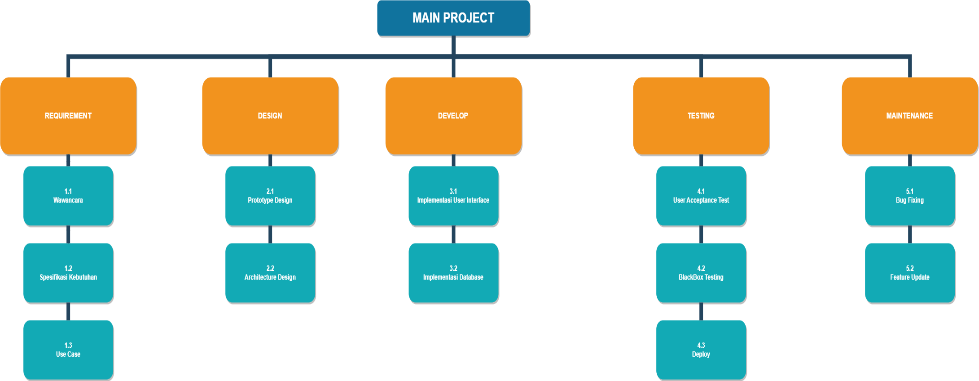 MAIN PROJECT
REQUIREMENT
DESIGN
DEVELOP
TESTING
MAINTENANCE
1.1
Wawancara
2.1
Prototype Design
3.1
Implementasi User Interface
4.1
User Acceptance Test
5.1
Bug Fixing
1.2
Spesifikasi Kebutuhan
2.2
Architecture Design
3.2
Implementasi Database
4.2
BlackBox Testing
5.2
Feature Update
1.3
Use Case
4.3
Deploy